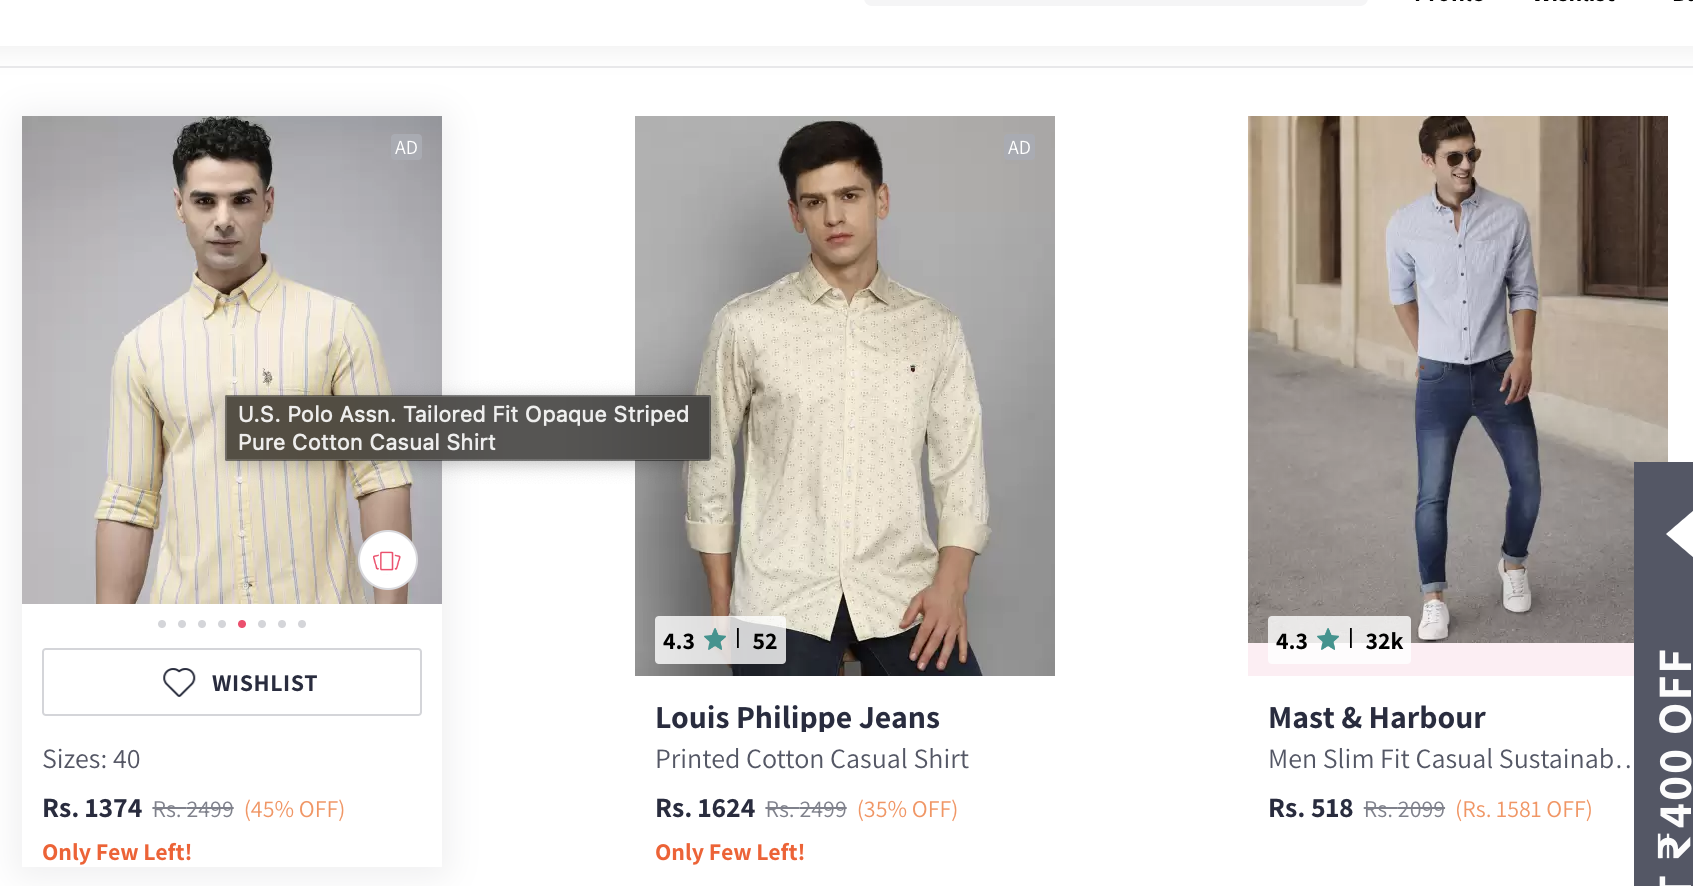 AD
U.S. Polo Assn. Tailored Fit Opaque Striped
Pure Cotton Casual Shirt
WISHLIST
Sizes: 40
Rs. 1374 Rs. 2499 (45% OFF)
Only Few Left!
AD
4.3 | 52
Louis Philippe Jeans
Printed Cotton Casual Shirt
Rs. 1624 Rs. 2499 (35% OFF)
Only Few Left!
4.3 | 32k
Mast & Harbour
Men Slim Fit Casual Sustainab..
Rs. 518 Rs. 2099 (Rs. 1581 OFF)
₹400 OFF